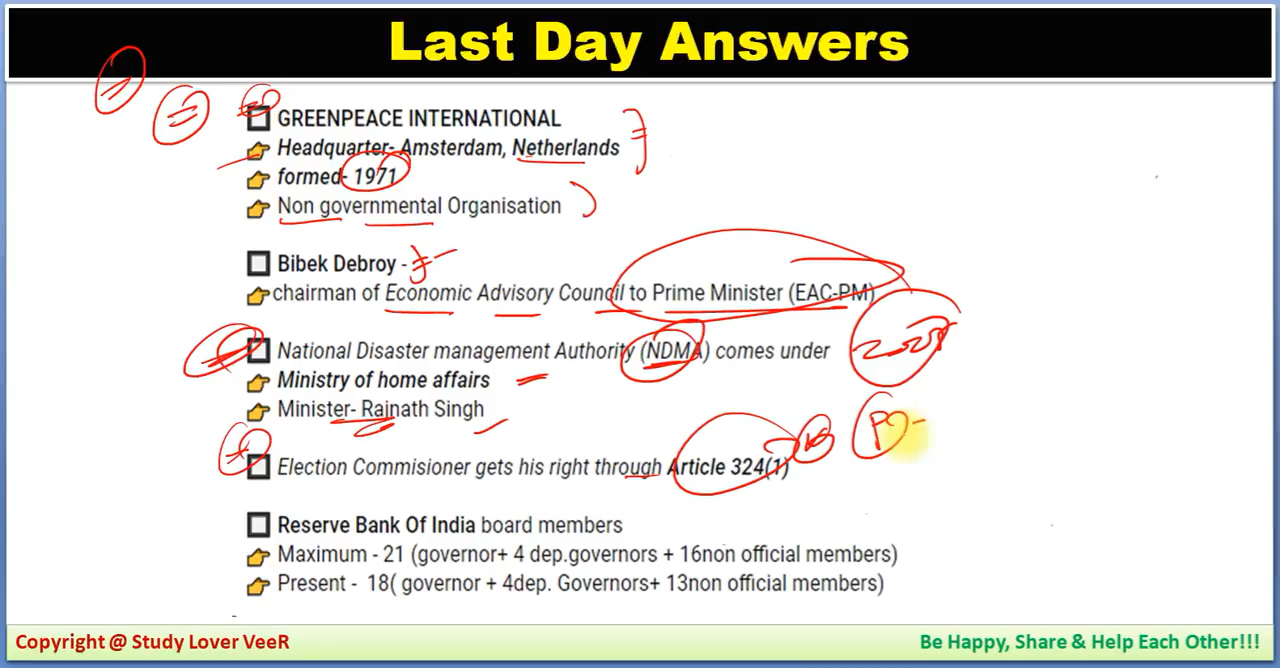 Last Day Answers
GREENPEACE INTERNATIONAL
Headquarter- Amsterdam, Netherlands
formed- 1971
Non governmental Organisation
Bibek Debroy -
chairman of Economic Advisory Council to Prime Minister (EAC-PM)
National Disaster management Authority (NDMA) comes under
Ministry of home affairs
Minister- Rajnath Singh
Election Commisioner gets his right through Article 324(1)
Reserve Bank Of India board members
Maximum - 21 (governor+ 4 dep.governors + 16non official members)
Present - 18( governor + 4dep. Governors+ 13non official members)
Copyright @ Study Lover VeeR
Be Happy, Share & Help Each Other!!!